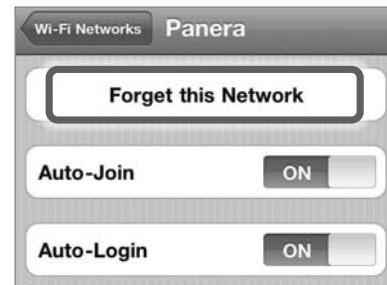 Wi-Fi Networks Panera
Forget this Network
Auto-Join ON
Auto-Login ON